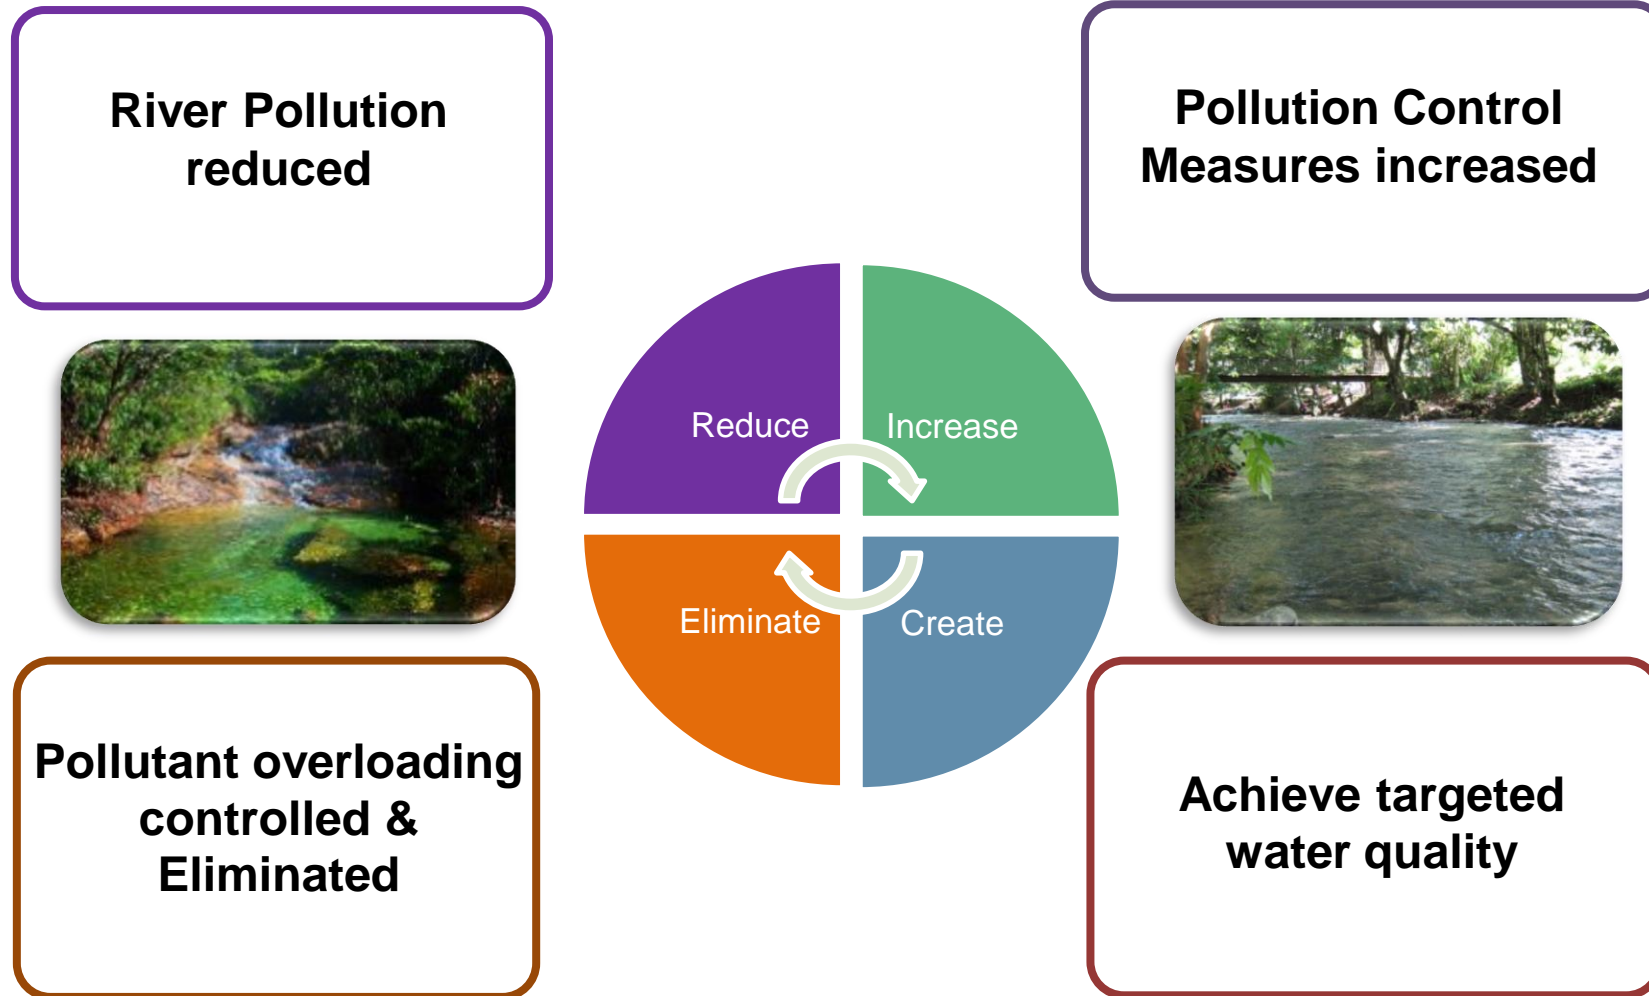 River Pollution
reduced
Pollution Control
Measures increased
Reduce
Increase
Eliminate
Create
Pollutant overloading
controlled &
Eliminated
Achieve targeted
water quality